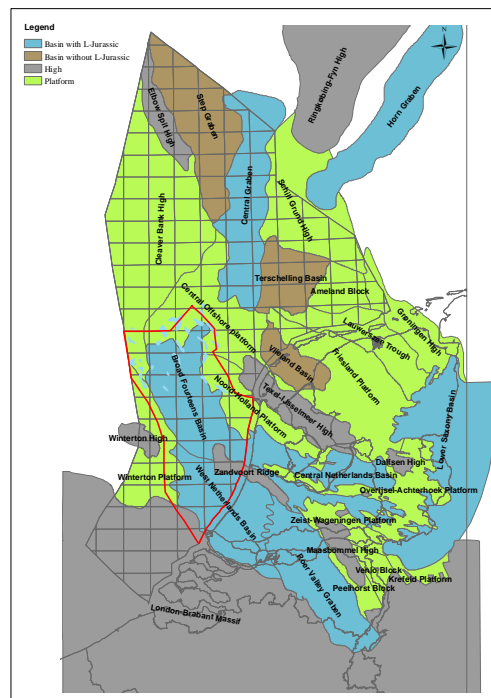 Legend
Basin with L-Jurassic
Basin without L-Jurassic
High
Platform
N
Elbow Spit High
Step Graben
Ringkøbing-Fyn High
Horn Graben
Central Graben
Schill Grund High
Cleaver Bank High
Terschelling Basin
Ameland Block
Central Offshore platform
Lauwerssee Trough
Groningen High
Vlieland Basin
Friesland Platform
Broad Fourteens Basin
Noord-Holland Platform
Texel-IJsselmeer High
Lower Saxony Basin
Winterton High
Winterton Platform
Zandvoort Ridge
Central Netherlands Basin
Dalfsen High
Overijsel-Achterhoek Platform
West Netherlands Basin
Zeist-Wageningen Platform
Maasbommel High
Venlo Block
Krefeld Platform
Peelhorst Block
Roer Valley Graben
London-Brabant Massif